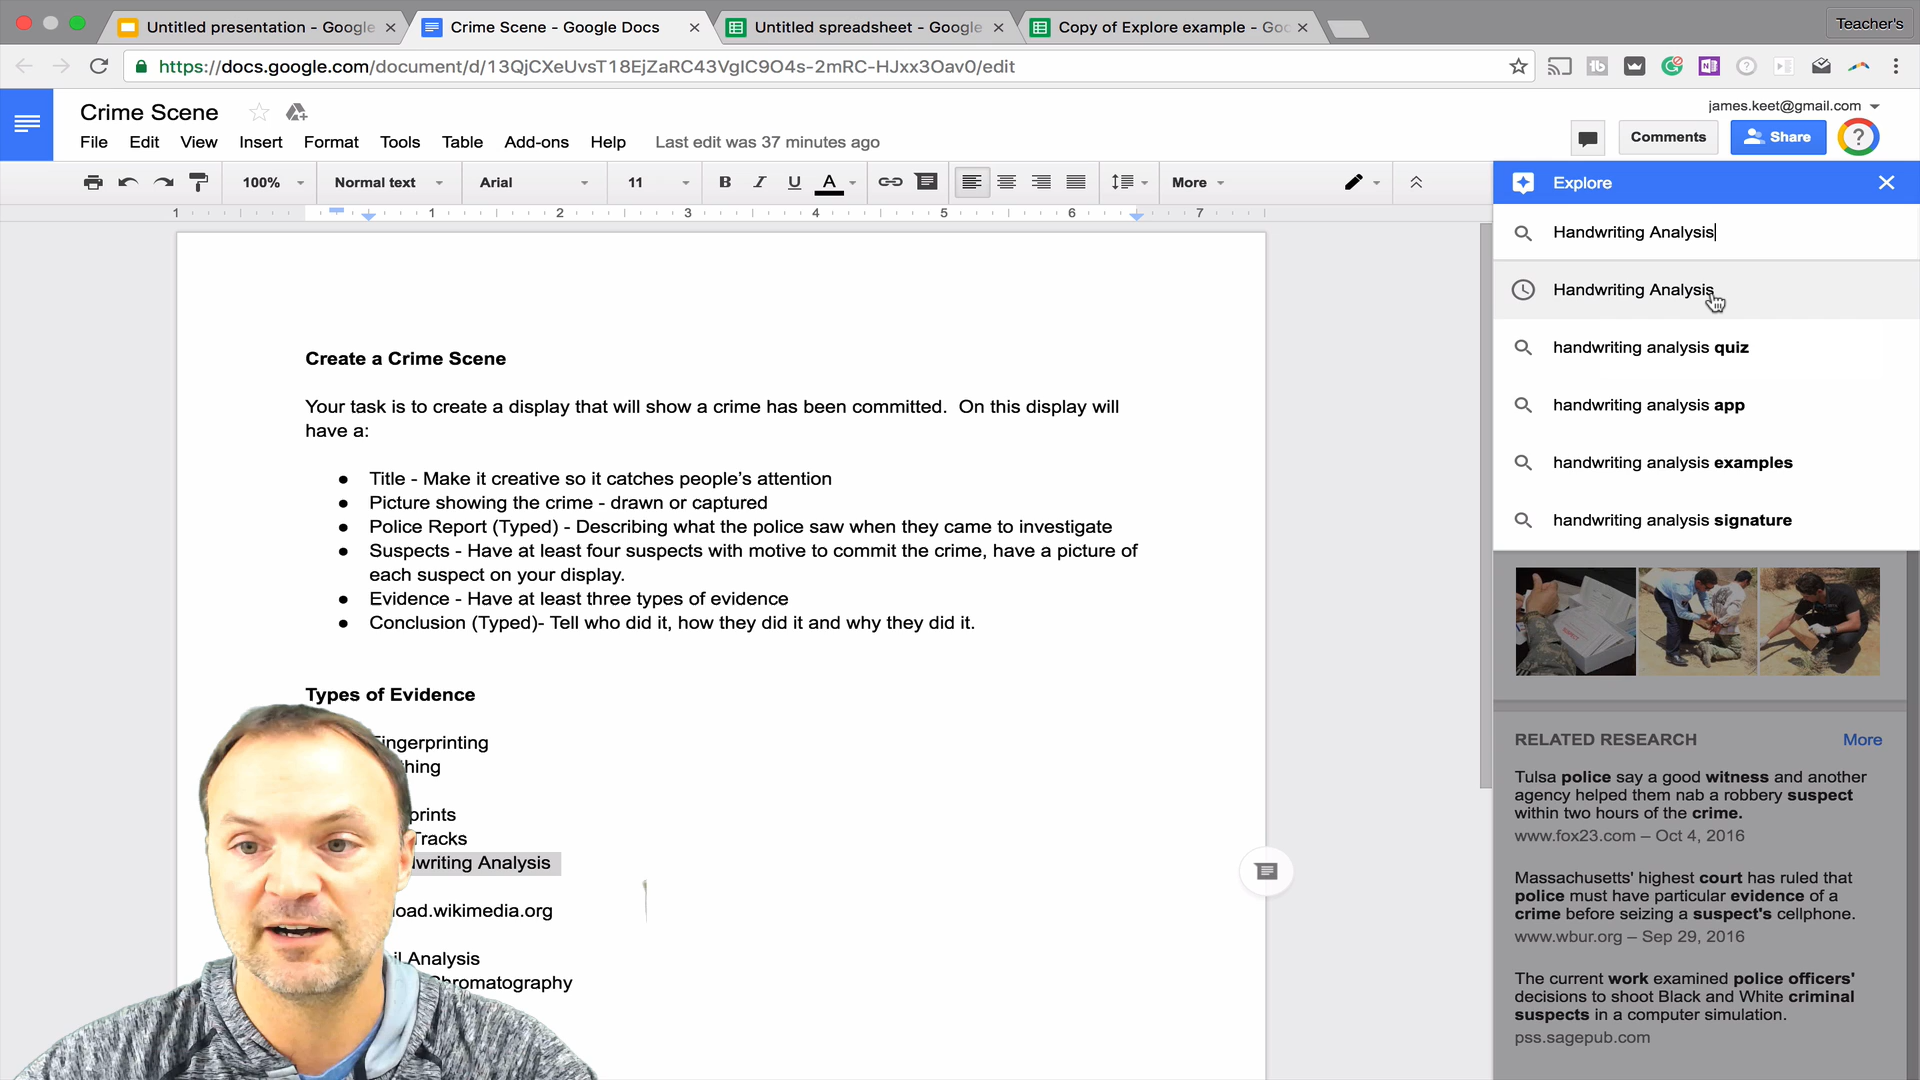 Untitled presentation - Google
Crime Scene - Google Docs
Untitled spreadsheet - Google
Copy of Explore example - Goo
Teacher's
https://docs.google.com/document/d/13QjCXeUvsT18EjZaRC43VgIC9O4s-2mRC-HJxx3Oav0/edit
Crime Scene
james.keet@gmail.com
File Edit View Insert Format Tools Table Add-ons Help Last edit was 37 minutes ago
Comments
Share
100% Normal text Arial 11 B I U A More
Explore
1 1 2 3 4 5 6 7
Handwriting Analysis
Handwriting Analysis
handwriting analysis quiz
handwriting analysis app
handwriting analysis examples
handwriting analysis signature
Create a Crime Scene
Your task is to create a display that will show a crime has been committed. On this display will
have a:
● Title - Make it creative so it catches people's attention
● Picture showing the crime - drawn or captured
● Police Report (Typed) - Describing what the police saw when they came to investigate
● Suspects - Have at least four suspects with motive to commit the crime, have a picture of
each suspect on your display.
● Evidence - Have at least three types of evidence
● Conclusion (Typed)- Tell who did it, how they did it and why they did it.
Types of Evidence
Fingerprinting
thing
prints
Tracks
writing Analysis
load.wikimedia.org
Analysis
hromatography
RELATED RESEARCH More
Tulsa police say a good witness and another
agency helped them nab a robbery suspect
within two hours of the crime.
www.fox23.com – Oct 4, 2016
Massachusetts' highest court has ruled that
police must have particular evidence of a
crime before seizing a suspect's cellphone.
www.wbur.org – Sep 29, 2016
The current work examined police officers'
decisions to shoot Black and White criminal
suspects in a computer simulation.
pss.sagepub.com